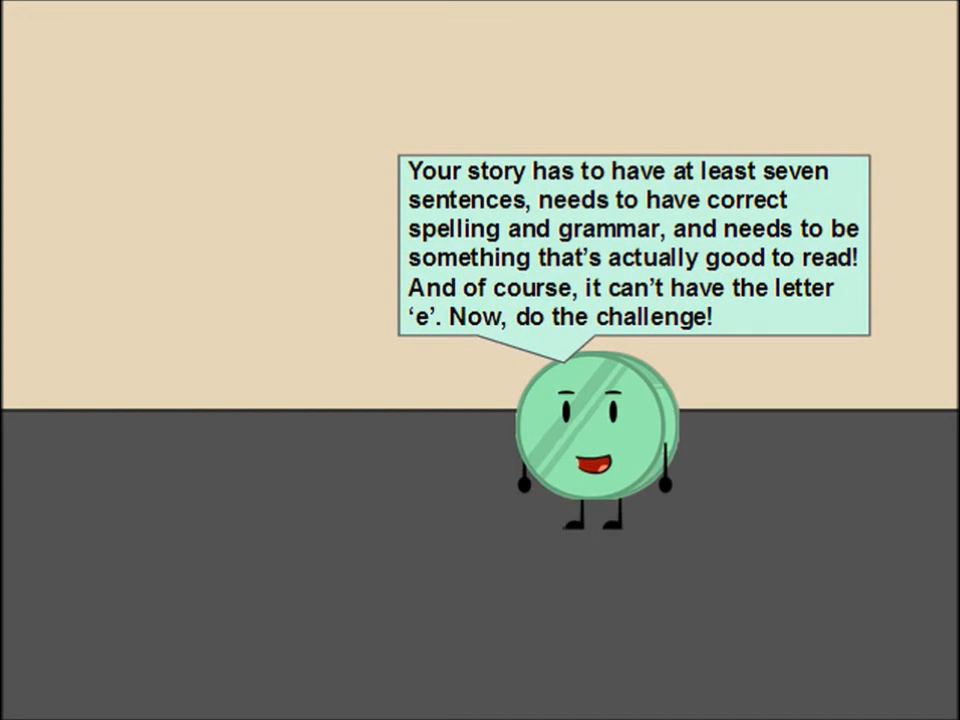 Your story has to have at least seven
sentences, needs to have correct
spelling and grammar, and needs to be
something that's actually good to read!
And of course, it can't have the letter
‘e’. Now, do the challenge!